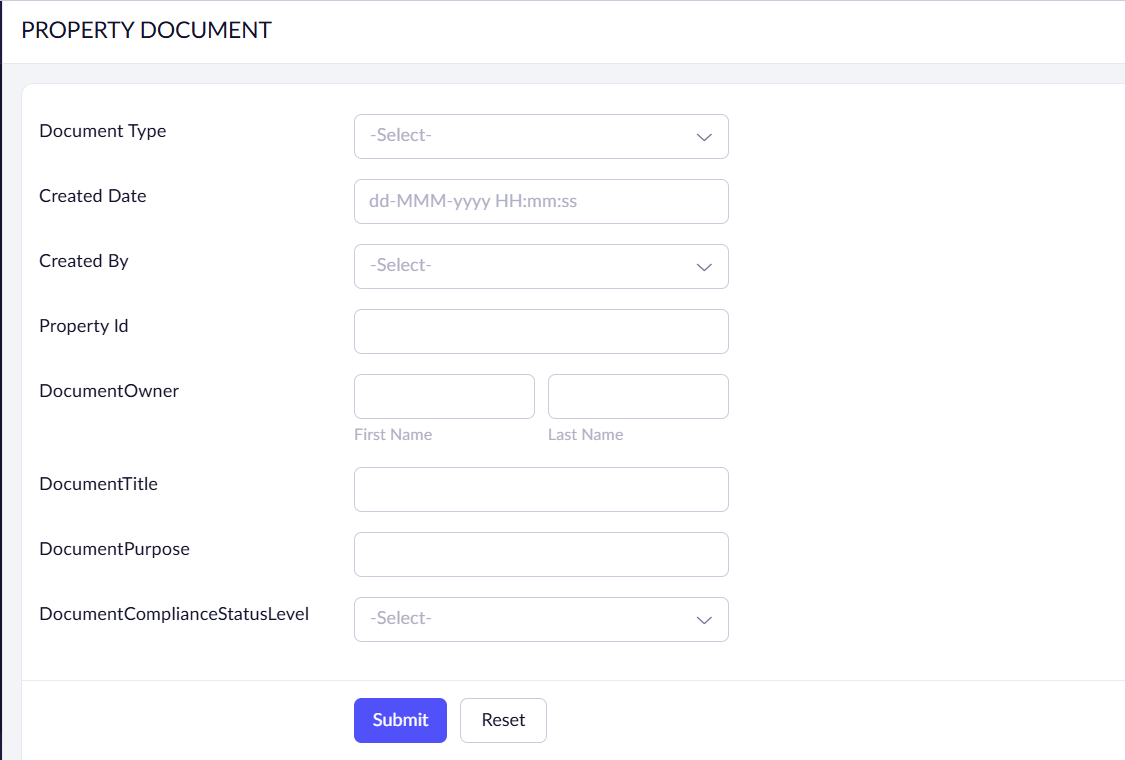 PROPERTY DOCUMENT
Document Type
-Select-
Created Date
dd-MMM-yyyy HH:mm:ss
Created By
-Select-
Property Id
DocumentOwner
First Name Last Name
DocumentTitle
DocumentPurpose
DocumentComplianceStatusLevel
-Select-
Submit Reset